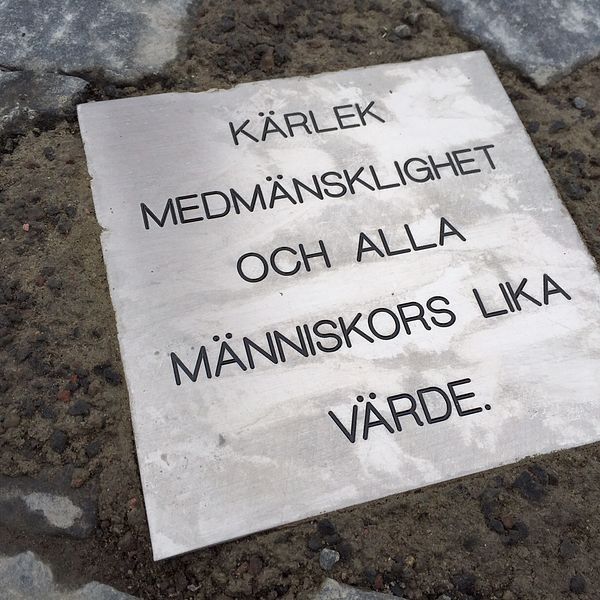 KÄRLEK
MEDMÄNSKLIGHET
OCH ALLA
MÄNNISKORS LIKA
VÄRDE.